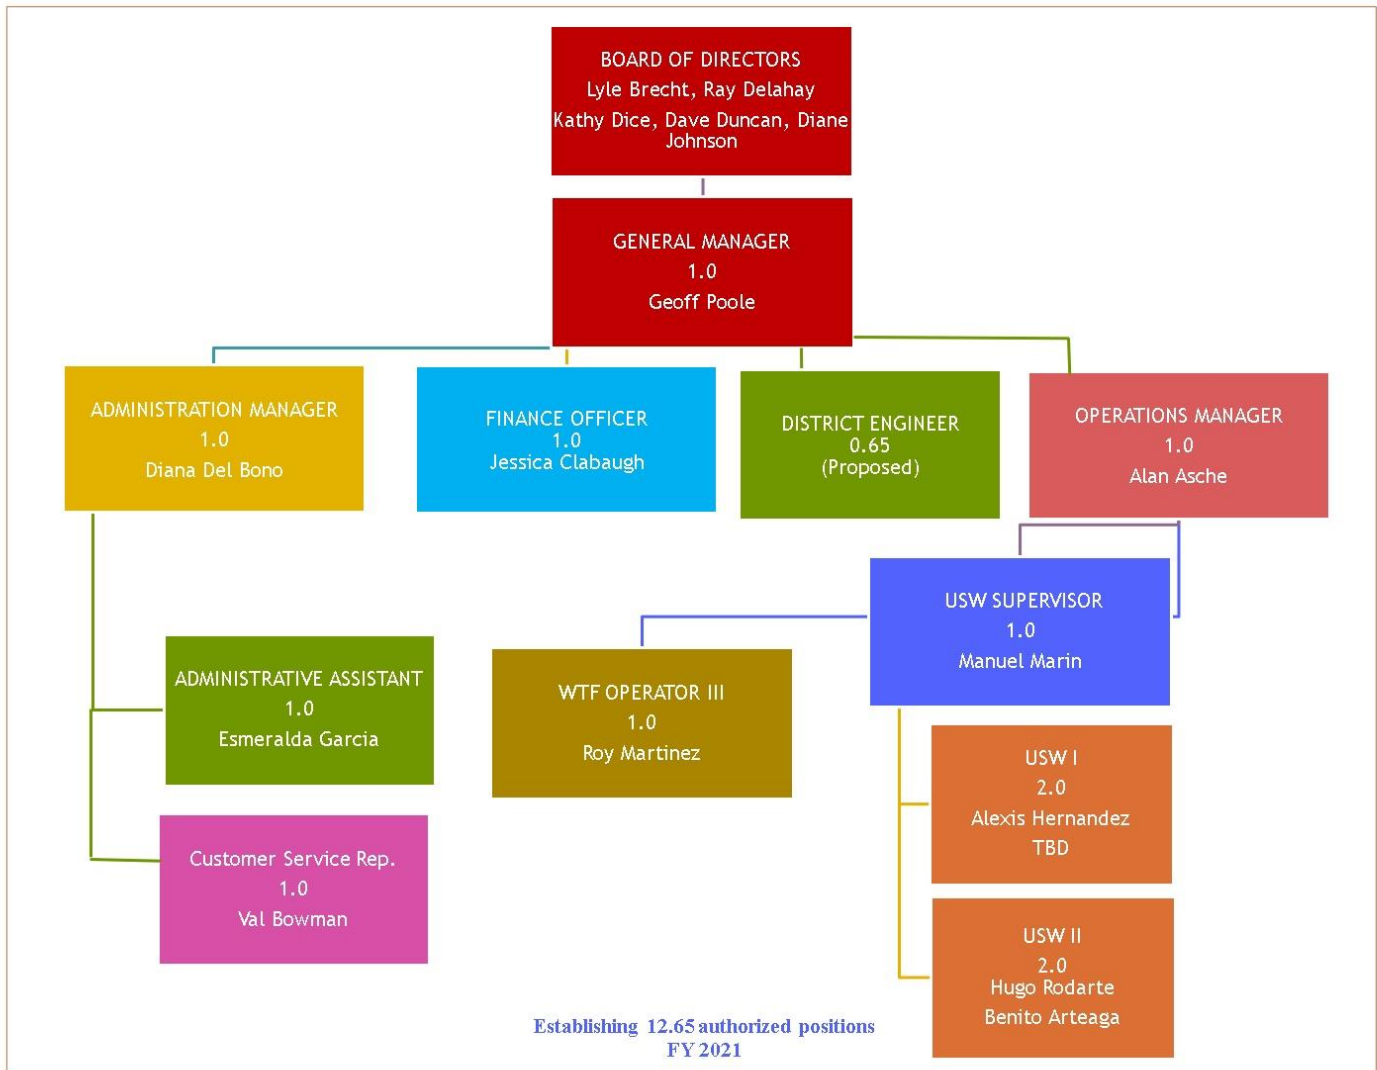 BOARD OF DIRECTORS
Lyle Brecht, Ray Delahay
Kathy Dice, Dave Duncan, Diane
Johnson
GENERAL MANAGER
1.0
Geoff Poole
ADMINISTRATION MANAGER
1.0
Diana Del Bono
FINANCE OFFICER
1.0
Jessica Clabaugh
DISTRICT ENGINEER
0.65
(Proposed)
OPERATIONS MANAGER
1.0
Alan Asche
USW SUPERVISOR
1.0
Manuel Marin
ADMINISTRATIVE ASSISTANT
1.0
Esmeralda Garcia
WTF OPERATOR III
1.0
Roy Martinez
USW I
2.0
Alexis Hernandez
TBD
Customer Service Rep.
1.0
Val Bowman
USW II
2.0
Hugo Rodarte
Benito Arteaga
Establishing 12.65 authorized positions
FY 2021